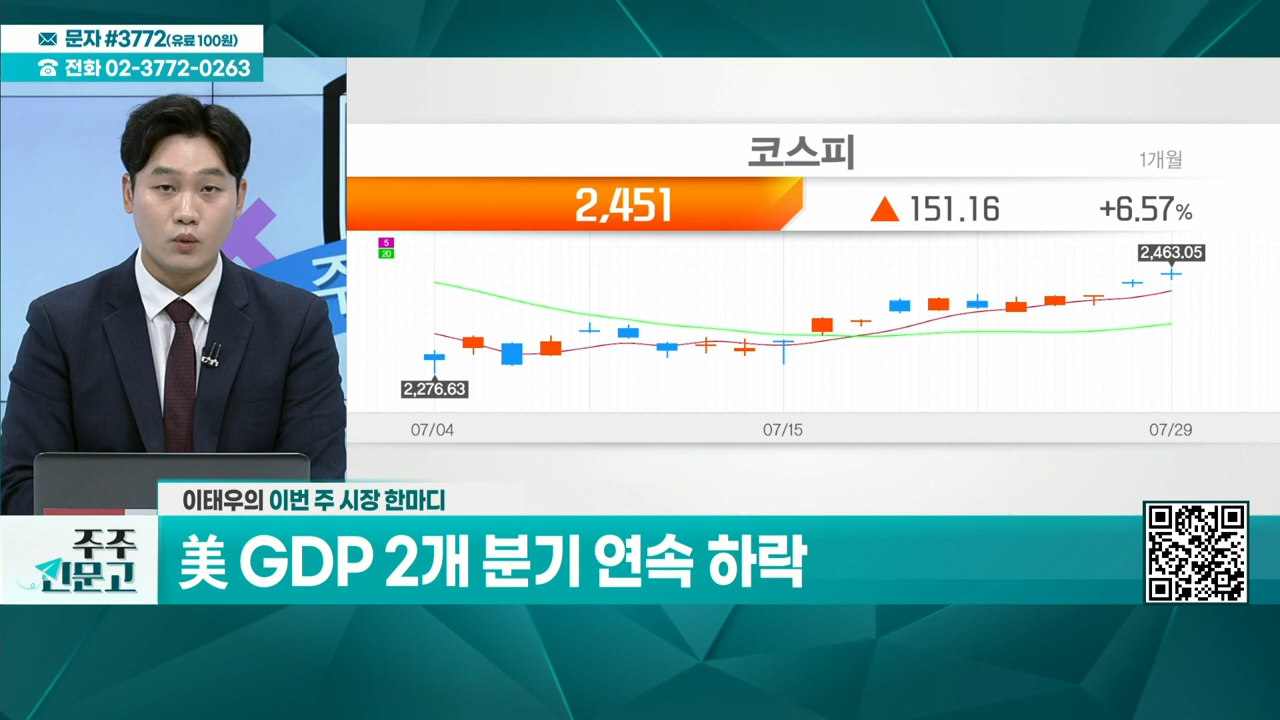 문자 #3772(유료 100원)
전화 02-3772-0263
코스피
1개월
2,451
▲ 151.16
+6.57%
5
20
2,463.05
2,276.63
07/04
07/15
07/29
이태우의 이번 주 시장 한마디
주주
신문고
美 GDP 2개 분기 연속 하락